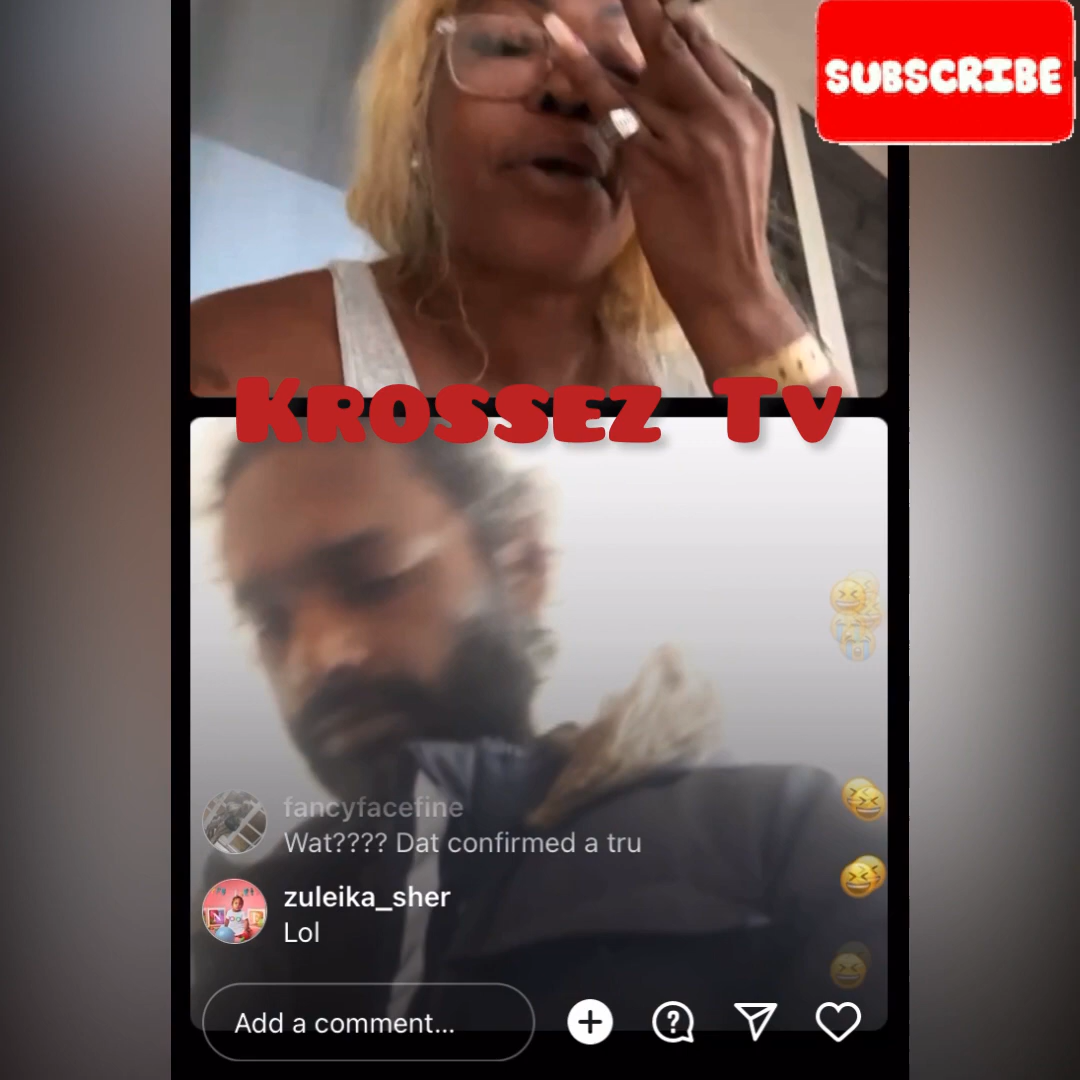 SUBSCRIBE
KROSSEZ TV
fancyfacefine
Wat???? Dat confirmed a tru
zuleika_sher
Lol
Add a comment...